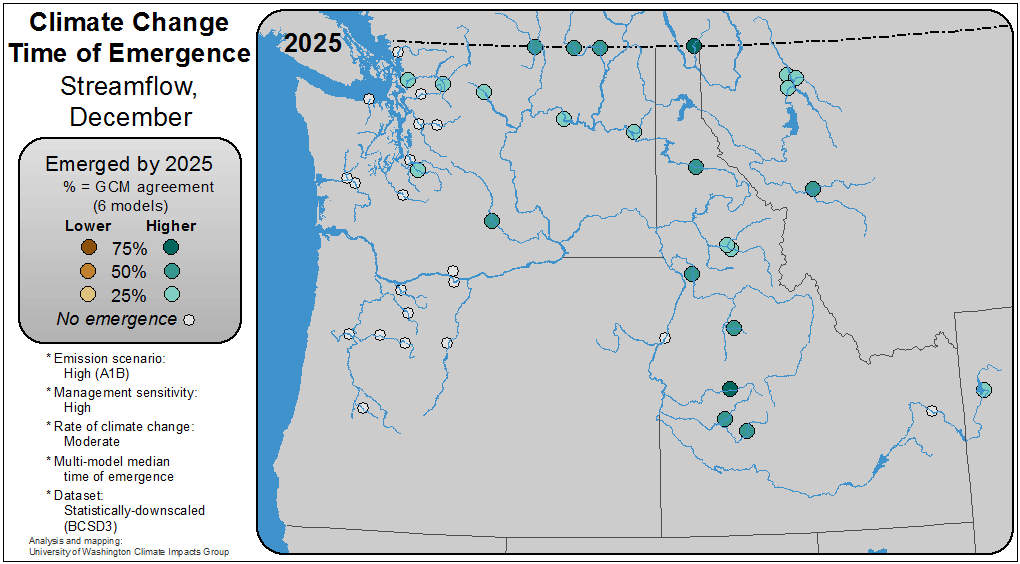 Climate Change
Time of Emergence
Streamflow,
December
2025
Emerged by 2025
% = GCM agreement
(6 models)
Lower Higher
75%
50%
25%
No emergence
* Emission scenario:
High (A1B)
* Management sensitivity:
High
* Rate of climate change:
Moderate
* Multi-model median
time of emergence
* Dataset:
Statistically-downscaled
(BCSD3)
Analysis and mapping:
University of Washington Climate Impacts Group